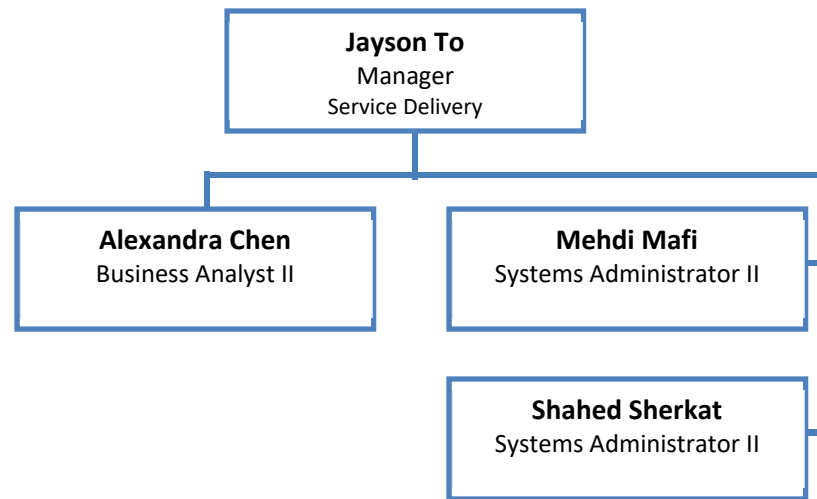 Jayson To
Manager
Service Delivery
Alexandra Chen
Business Analyst II
Mehdi Mafi
Systems Administrator II
Shahed Sherkat
Systems Administrator II